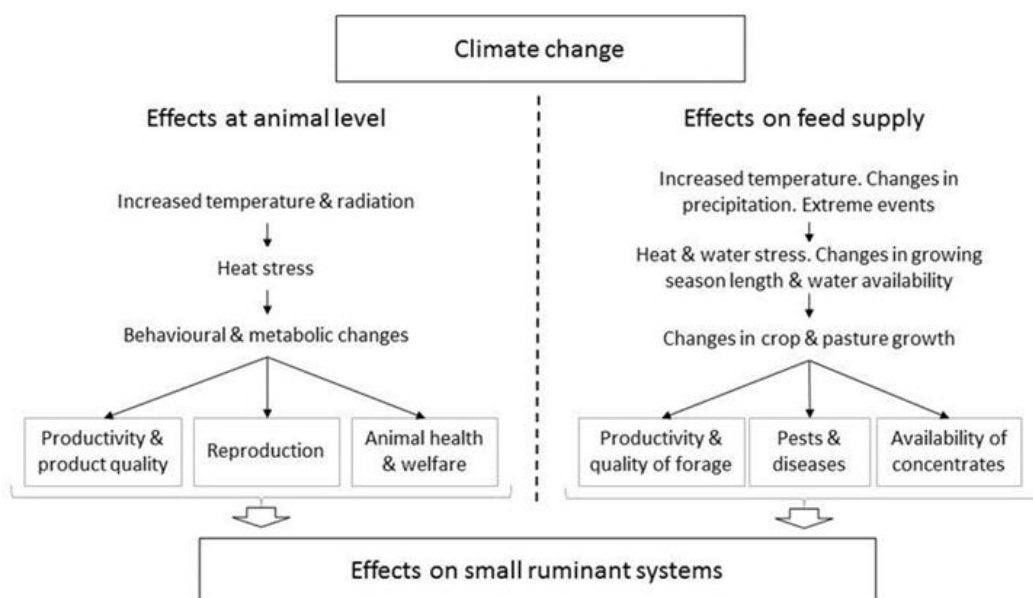 Climate change
Effects at animal level
Increased temperature & radiation
Heat stress
Behavioural & metabolic changes
Productivity &
product quality
Reproduction
Animal health
& welfare
Effects on feed supply
Increased temperature. Changes in
precipitation. Extreme events
Heat & water stress. Changes in growing
season length & water availability
Changes in crop & pasture growth
Productivity &
quality of forage
Pests &
diseases
Availability of
concentrates
Effects on small ruminant systems